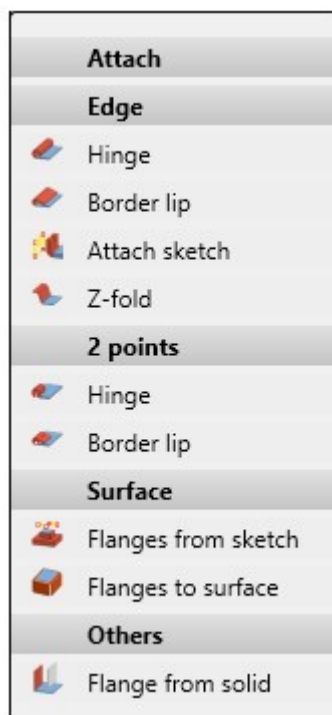 Attach
Edge
Hinge
Border lip
Attach sketch
Z-fold
2 points
Hinge
Border lip
Surface
Flanges from sketch
Flanges to surface
Others
Flange from solid